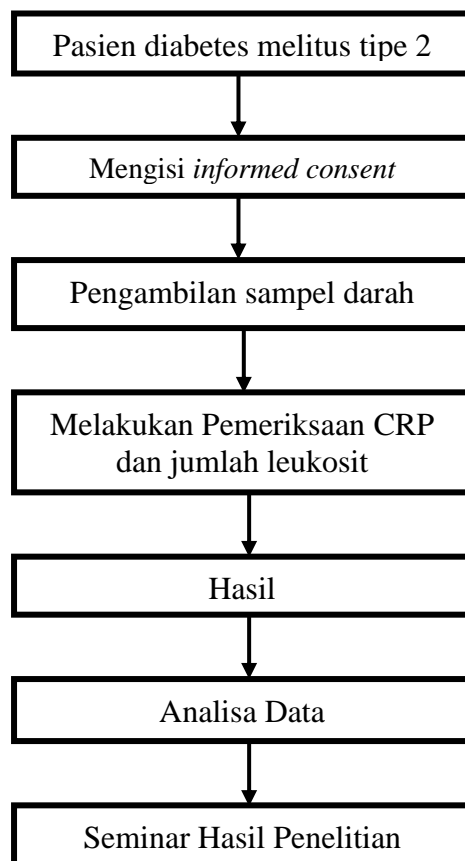 Pasien diabetes melitus tipe 2
Mengisi informed consent
Pengambilan sampel darah
Melakukan Pemeriksaan CRP
dan jumlah leukosit
Hasil
Analisa Data
Seminar Hasil Penelitian